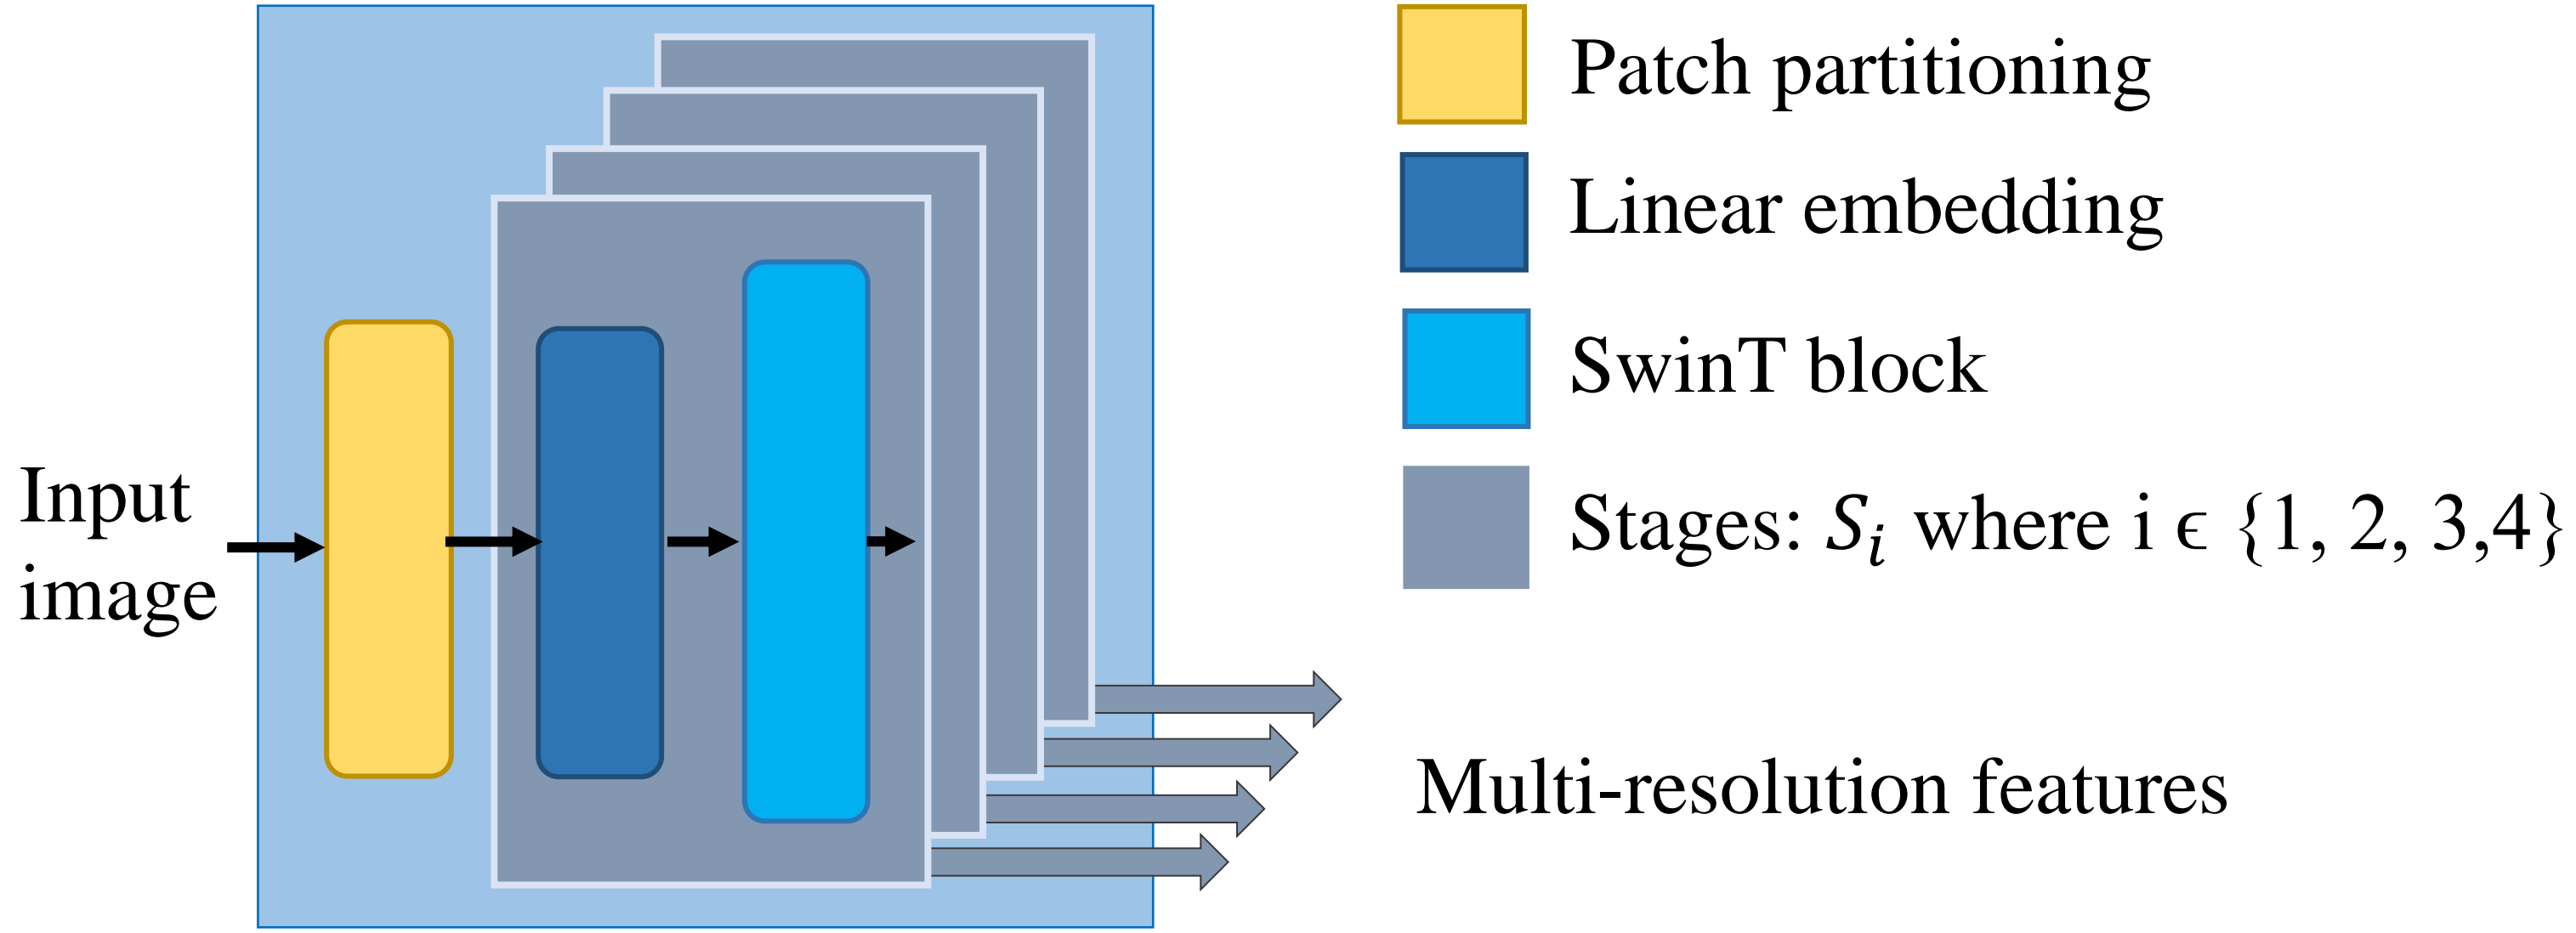 Input
image
Patch partitioning
Linear embedding
SwinT block
Stages: Sᵢ where i ϵ {1, 2, 3,4}
Multi-resolution features